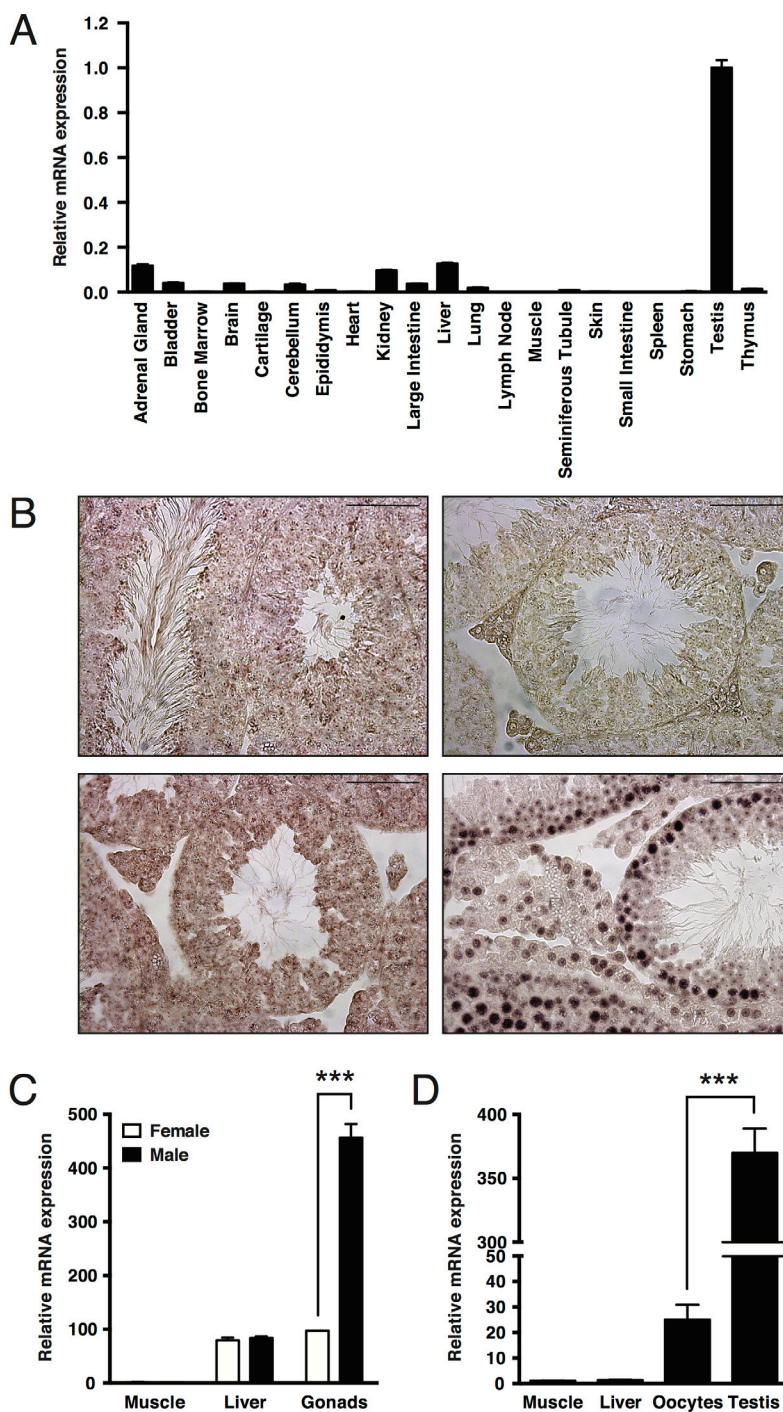 A
Relative mRNA expression
1.2
1.0
0.8
0.6
0.4
0.2
0.0
Adrenal Gland
Bladder
Bone Marrow
Brain
Cartilage
Cerebellum
Epididymis
Heart
Kidney
Large Intestine
Liver
Lung
Lymph Node
Muscle
Seminiferous Tubule
Skin
Small Intestine
Spleen
Stomach
Testis
Thymus
B
C
Relative mRNA expression
500
400
300
200
100
0
Female
Male
***
Muscle
Liver
Gonads
D
Relative mRNA expression
400
350
300
50
40
30
20
10
0
***
Muscle
Liver
Oocytes
Testis